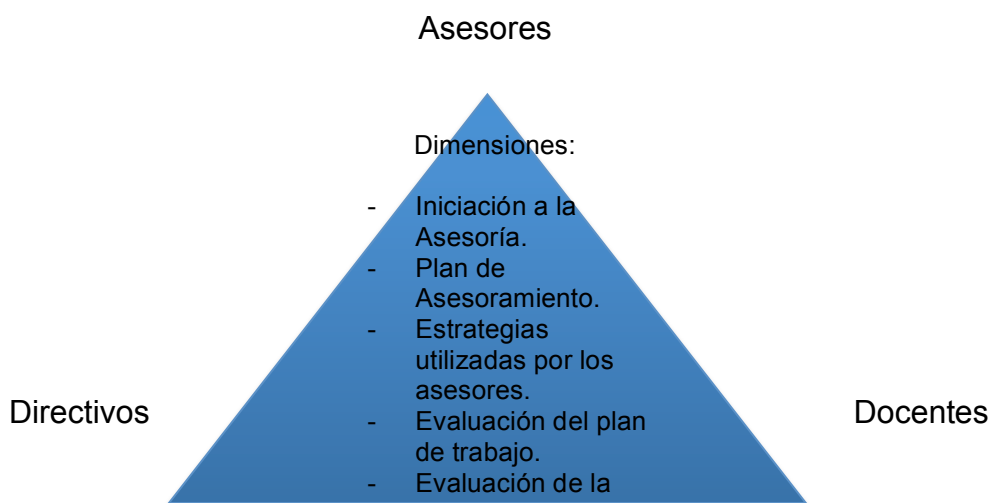 Asesores
Dimensiones:
- Iniciación a la
Asesoría.
- Plan de
Asesoramiento.
- Estrategias
utilizadas por los
asesores.
Directivos
Docentes
- Evaluación del plan
de trabajo.
- Evaluación de la